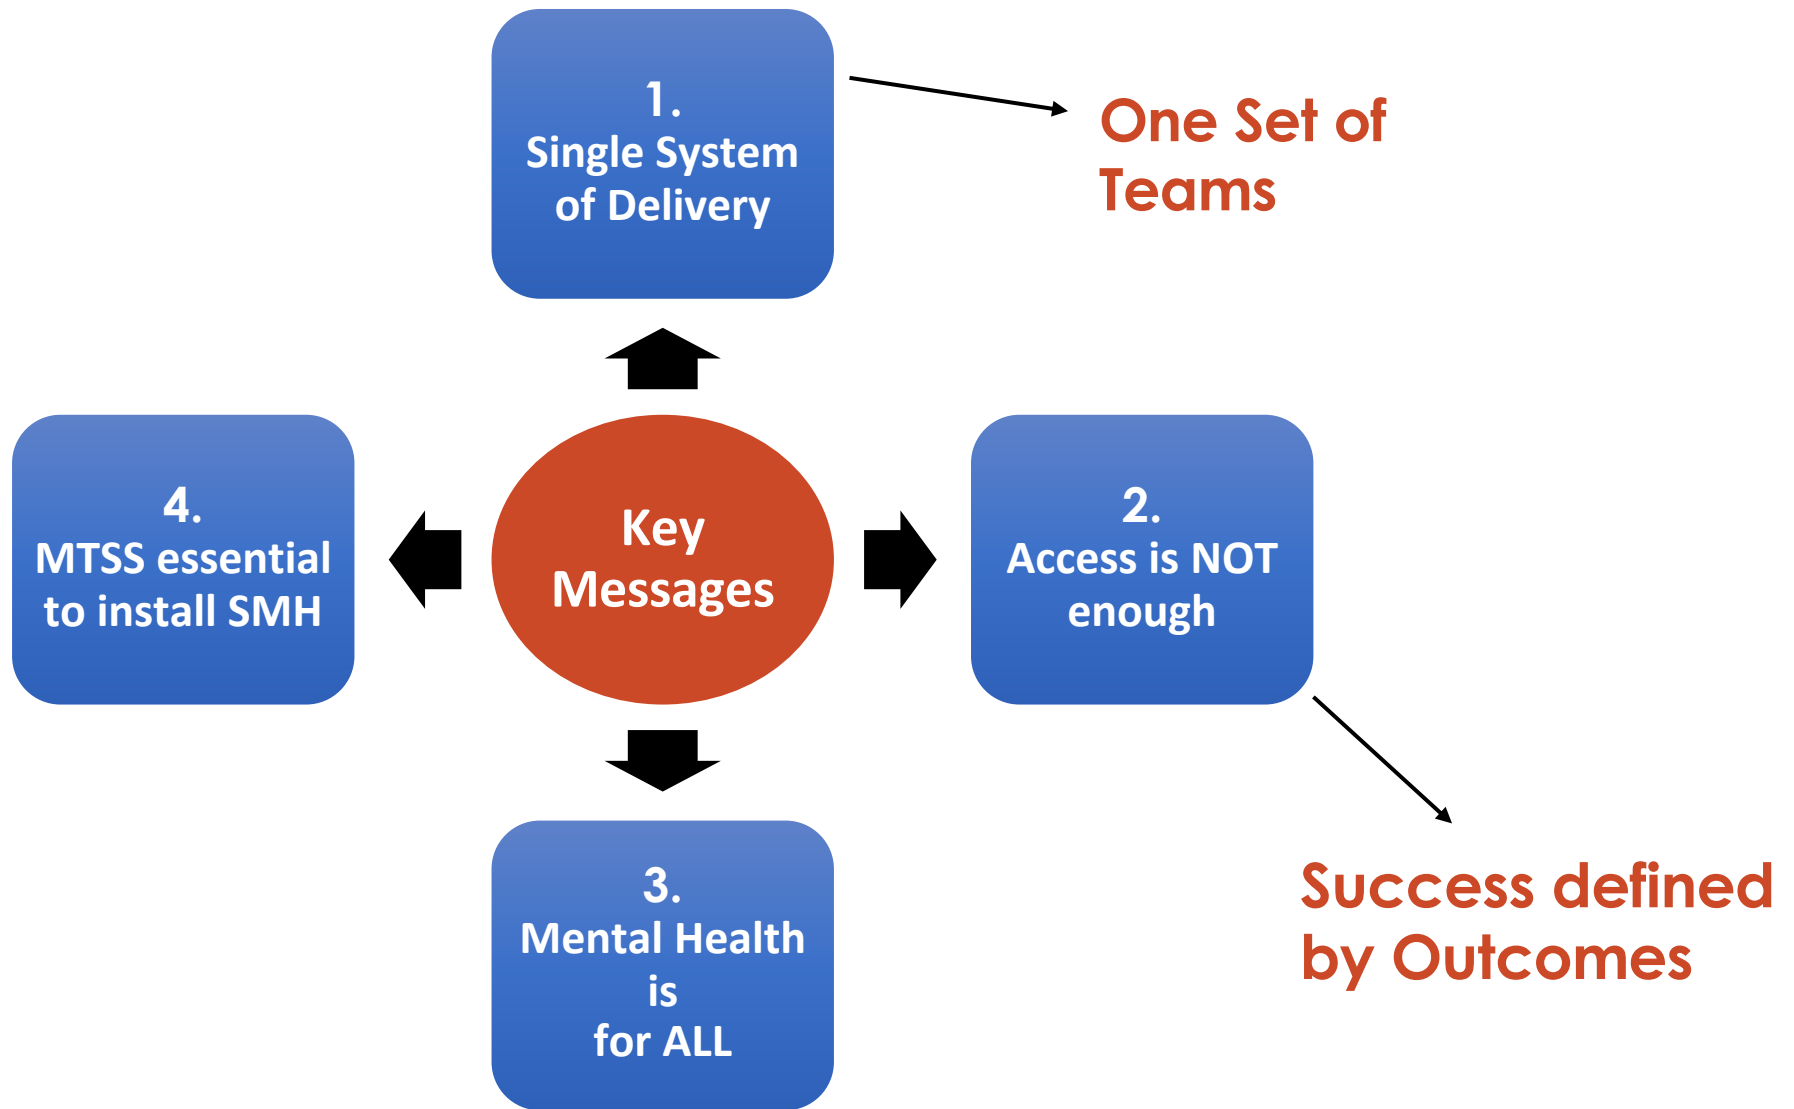 1.
Single System
of Delivery
One Set of
Teams
4.
MTSS essential
to install SMH
Key
Messages
2.
Access is NOT
enough
3.
Mental Health
is
for ALL
Success defined
by Outcomes